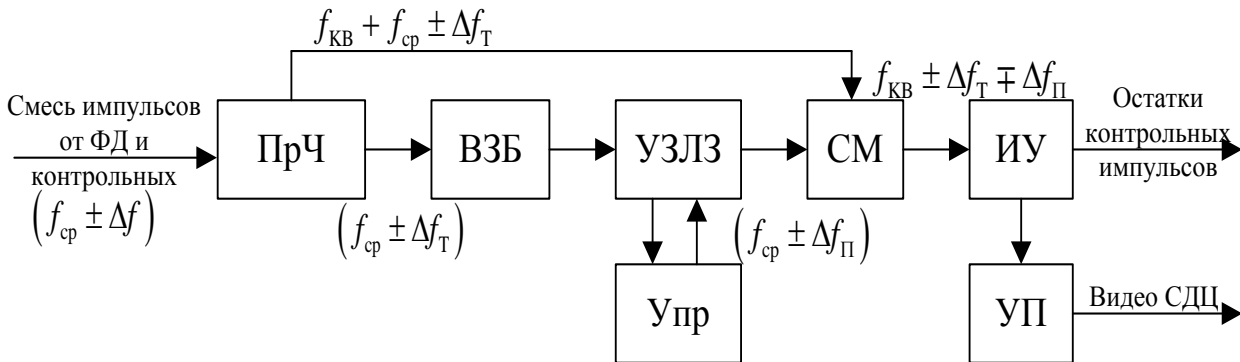 f_КВ + f_ср ± Δf_Т
Смесь импульсов
от ФД и
контрольных
(f_ср ± Δf)
ПрЧ
(f_ср ± Δf_Т)
ВЗБ
УЗЛЗ
(f_ср ± Δf_П)
Упр
СМ
f_КВ ± Δf_Т ∓ Δf_П
ИУ
Остатки
контрольных
импульсов
УП
Видео СДЦ